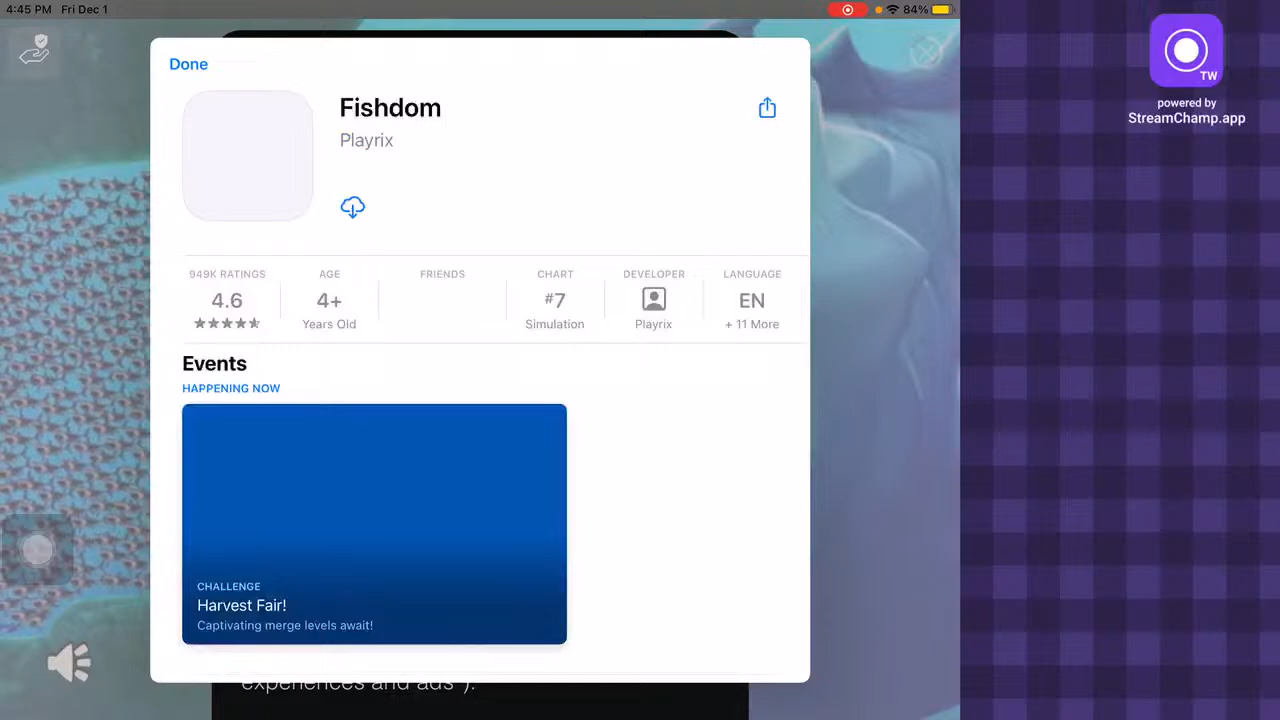 4:45 PM Fri Dec 1
84%
TW
powered by
StreamChamp.app
Done
Fishdom
Playrix
949K RATINGS
4.6
AGE
4+
Years Old
FRIENDS
CHART
#7
Simulation
DEVELOPER
Playrix
LANGUAGE
EN
+ 11 More
Events
HAPPENING NOW
CHALLENGE
Harvest Fair!
Captivating merge levels await!
experiences and ads").